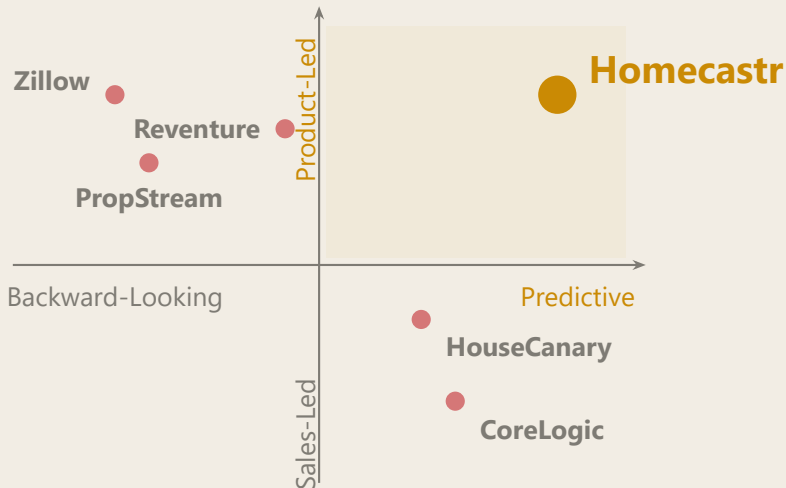 Product-Led
Homecastr
Zillow
Reventure
PropStream
Backward-Looking
Predictive
HouseCanary
Sales-Led
CoreLogic